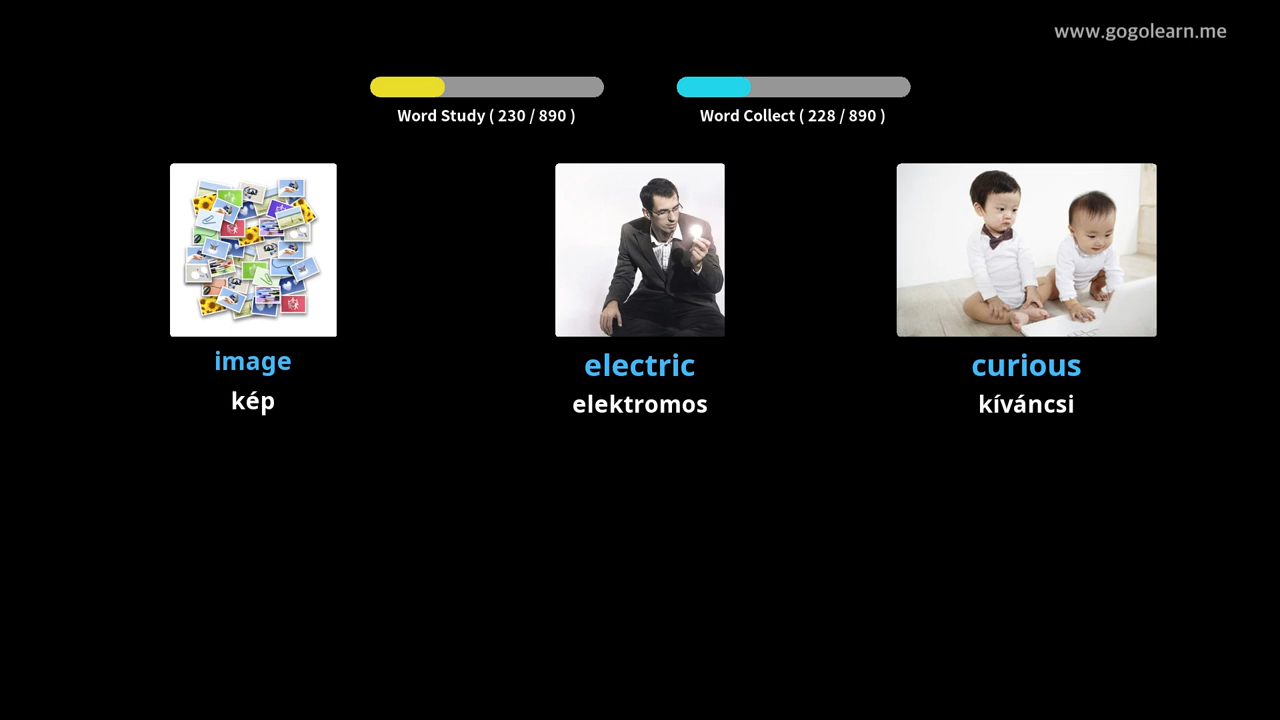 www.gogolearn.me
Word Study ( 230 / 890 )
Word Collect ( 228 / 890 )
image
kép
electric
elektromos
curious
kíváncsi